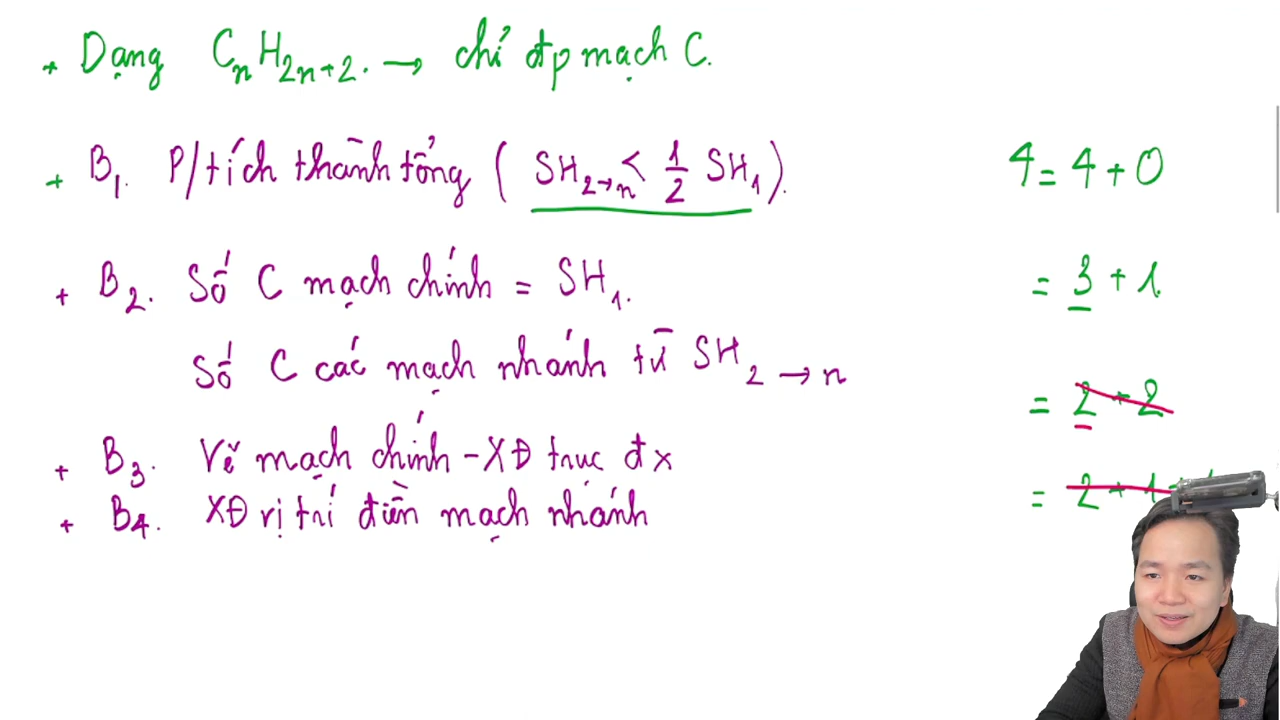 + Dạng CnH2n+2. → chỉ đp mạch C.
+ B1. P/tích thành tổng ( SH2→n < 1/2 SH1).
+ B2. Số C mạch chính = SH1.
Số C các mạch nhánh từ SH2→n
+ B3. Vẽ mạch chính - XĐ trục đx
+ B4. XĐ vị trí điền mạch nhánh
4 = 4 + 0
= 3 + 1
= 2 + 2
= 2 + 1 +